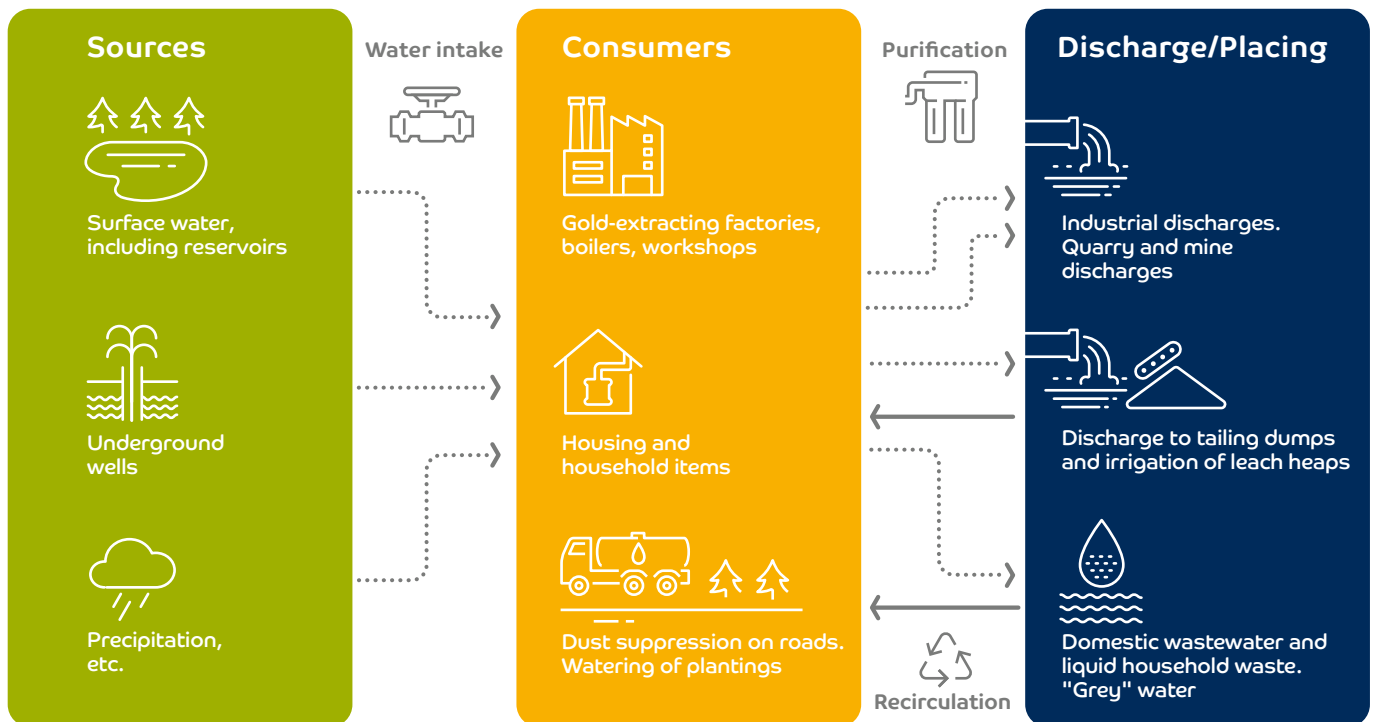 Sources
Surface water,
including reservoirs
Underground
wells
Precipitation,
etc.
Water intake
Consumers
Gold-extracting factories,
boilers, workshops
Housing and
household items
Dust suppression on roads.
Watering of plantings
Purification
Recirculation
Discharge/Placing
Industrial discharges.
Quarry and mine
discharges
Discharge to tailing dumps
and irrigation of leach heaps
Domestic wastewater and
liquid household waste.
"Grey" water